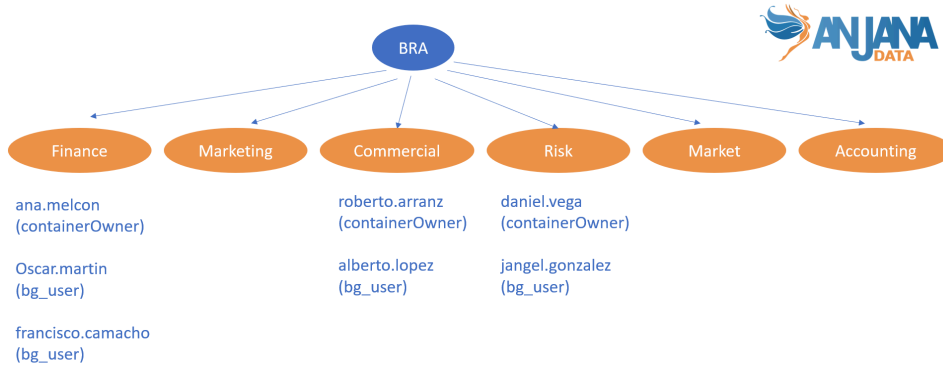 BRA
ANJANA
DATA
Finance
Marketing
Commercial
Risk
Market
Accounting
ana.melcon
(containerOwner)
Oscar.martin
(bg_user)
francisco.camacho
(bg_user)
roberto.arranz
(containerOwner)
alberto.lopez
(bg_user)
daniel.vega
(containerOwner)
jangel.gonzalez
(bg_user)